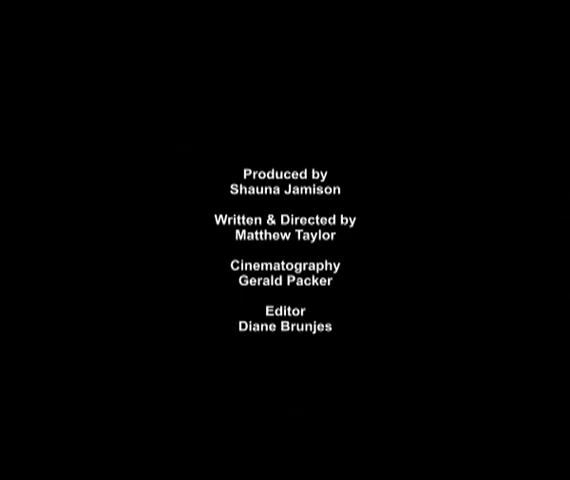 Produced by
Shauna Jamison
Written & Directed by
Matthew Taylor
Cinematography
Gerald Packer
Editor
Diane Brunjes